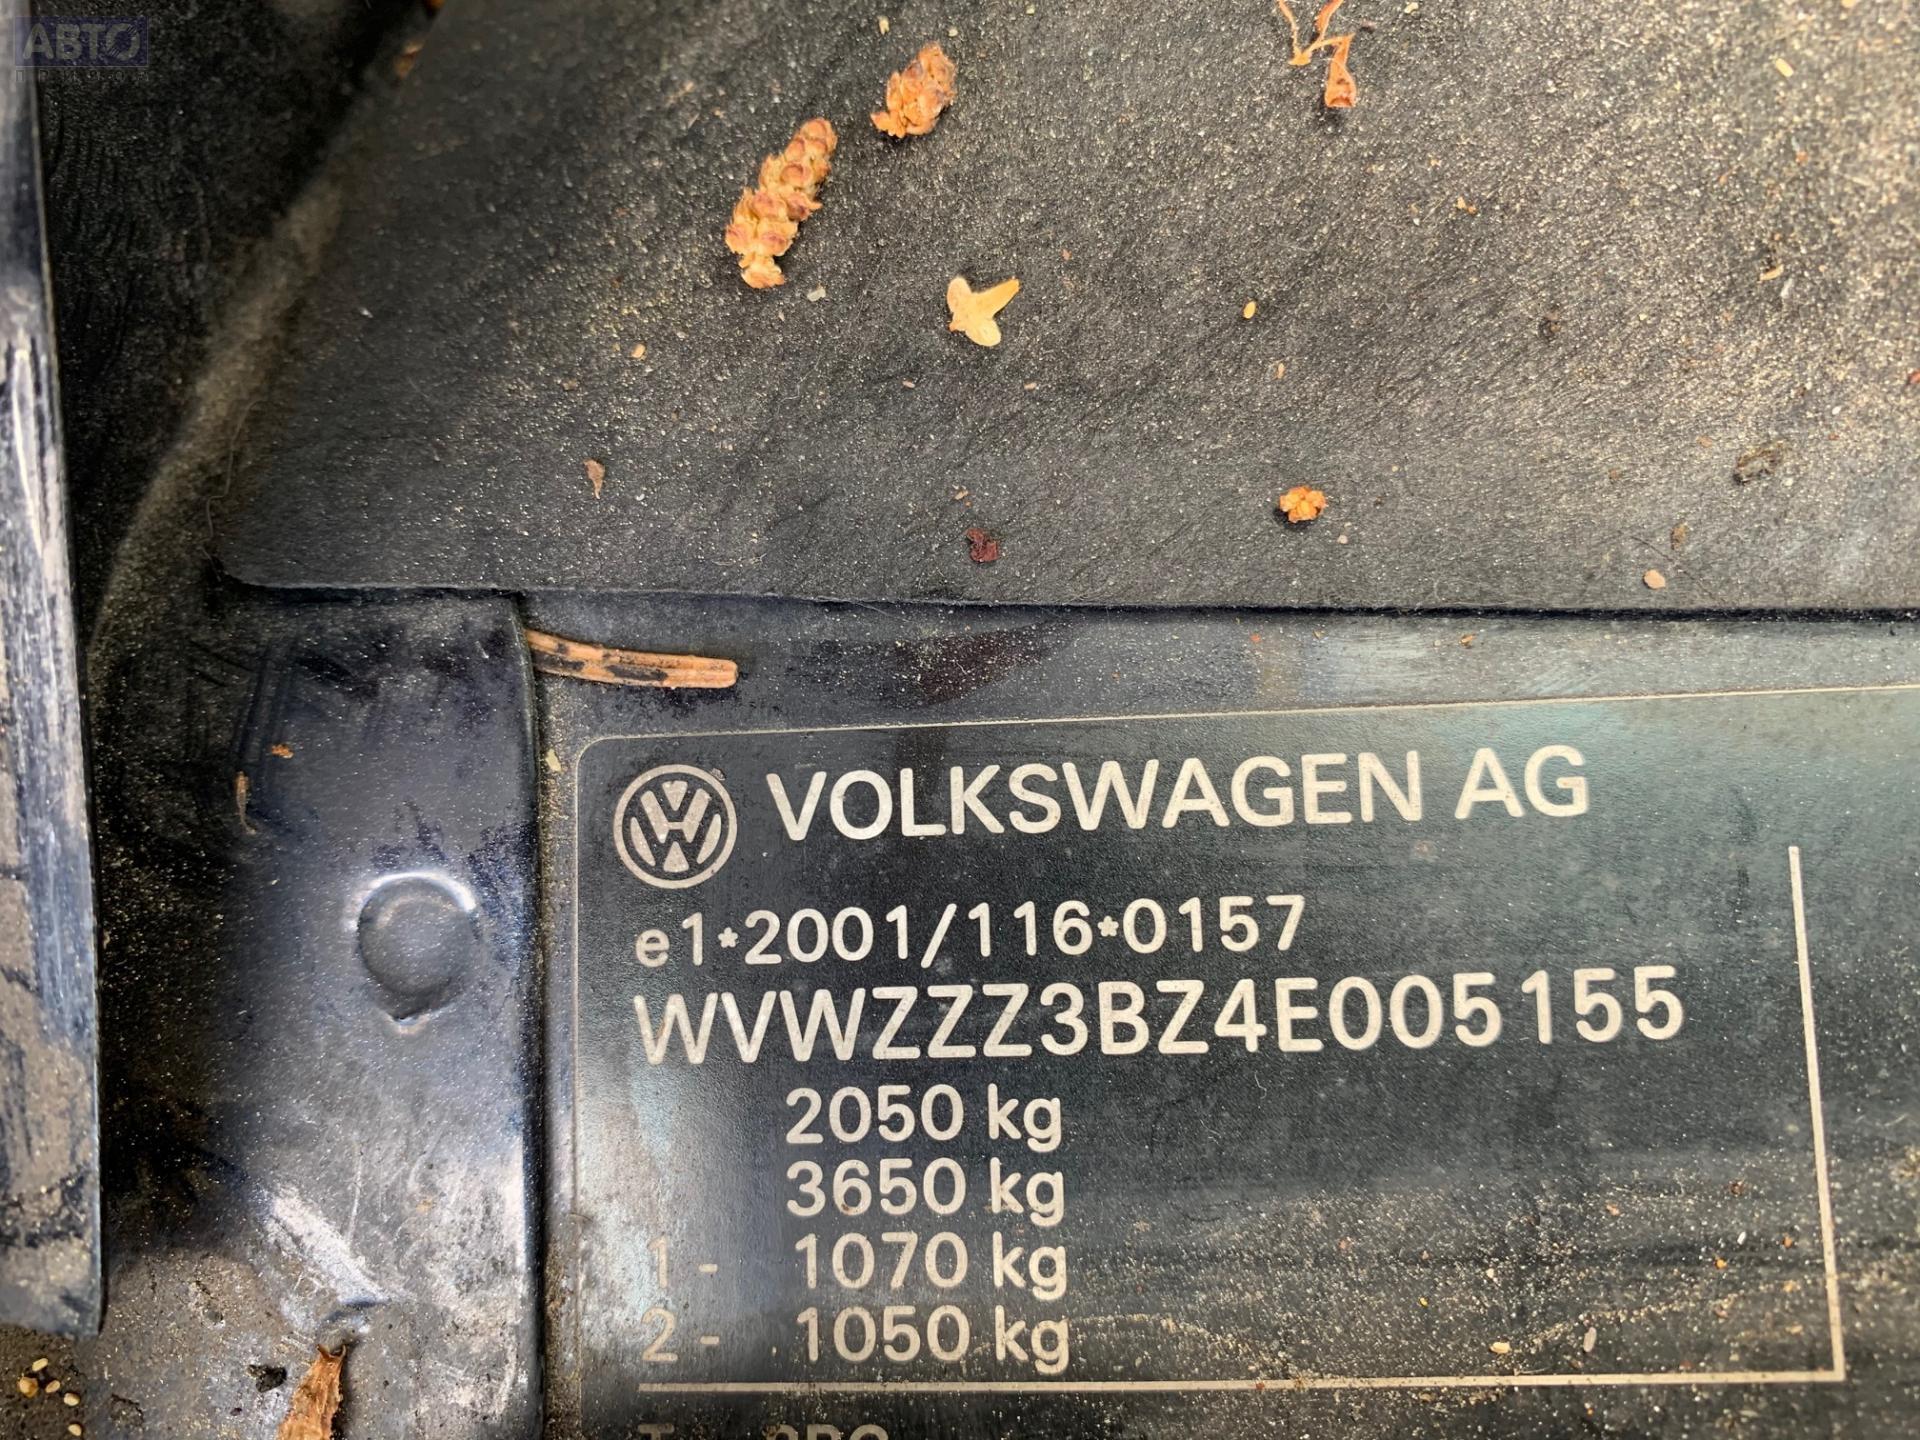 АВТО
VOLKSWAGEN AG
e1*2001/116*0157
WVWZZZ3BZ4E005155
2050 kg
3650 kg
1 - 1070 kg
2 - 1050 kg